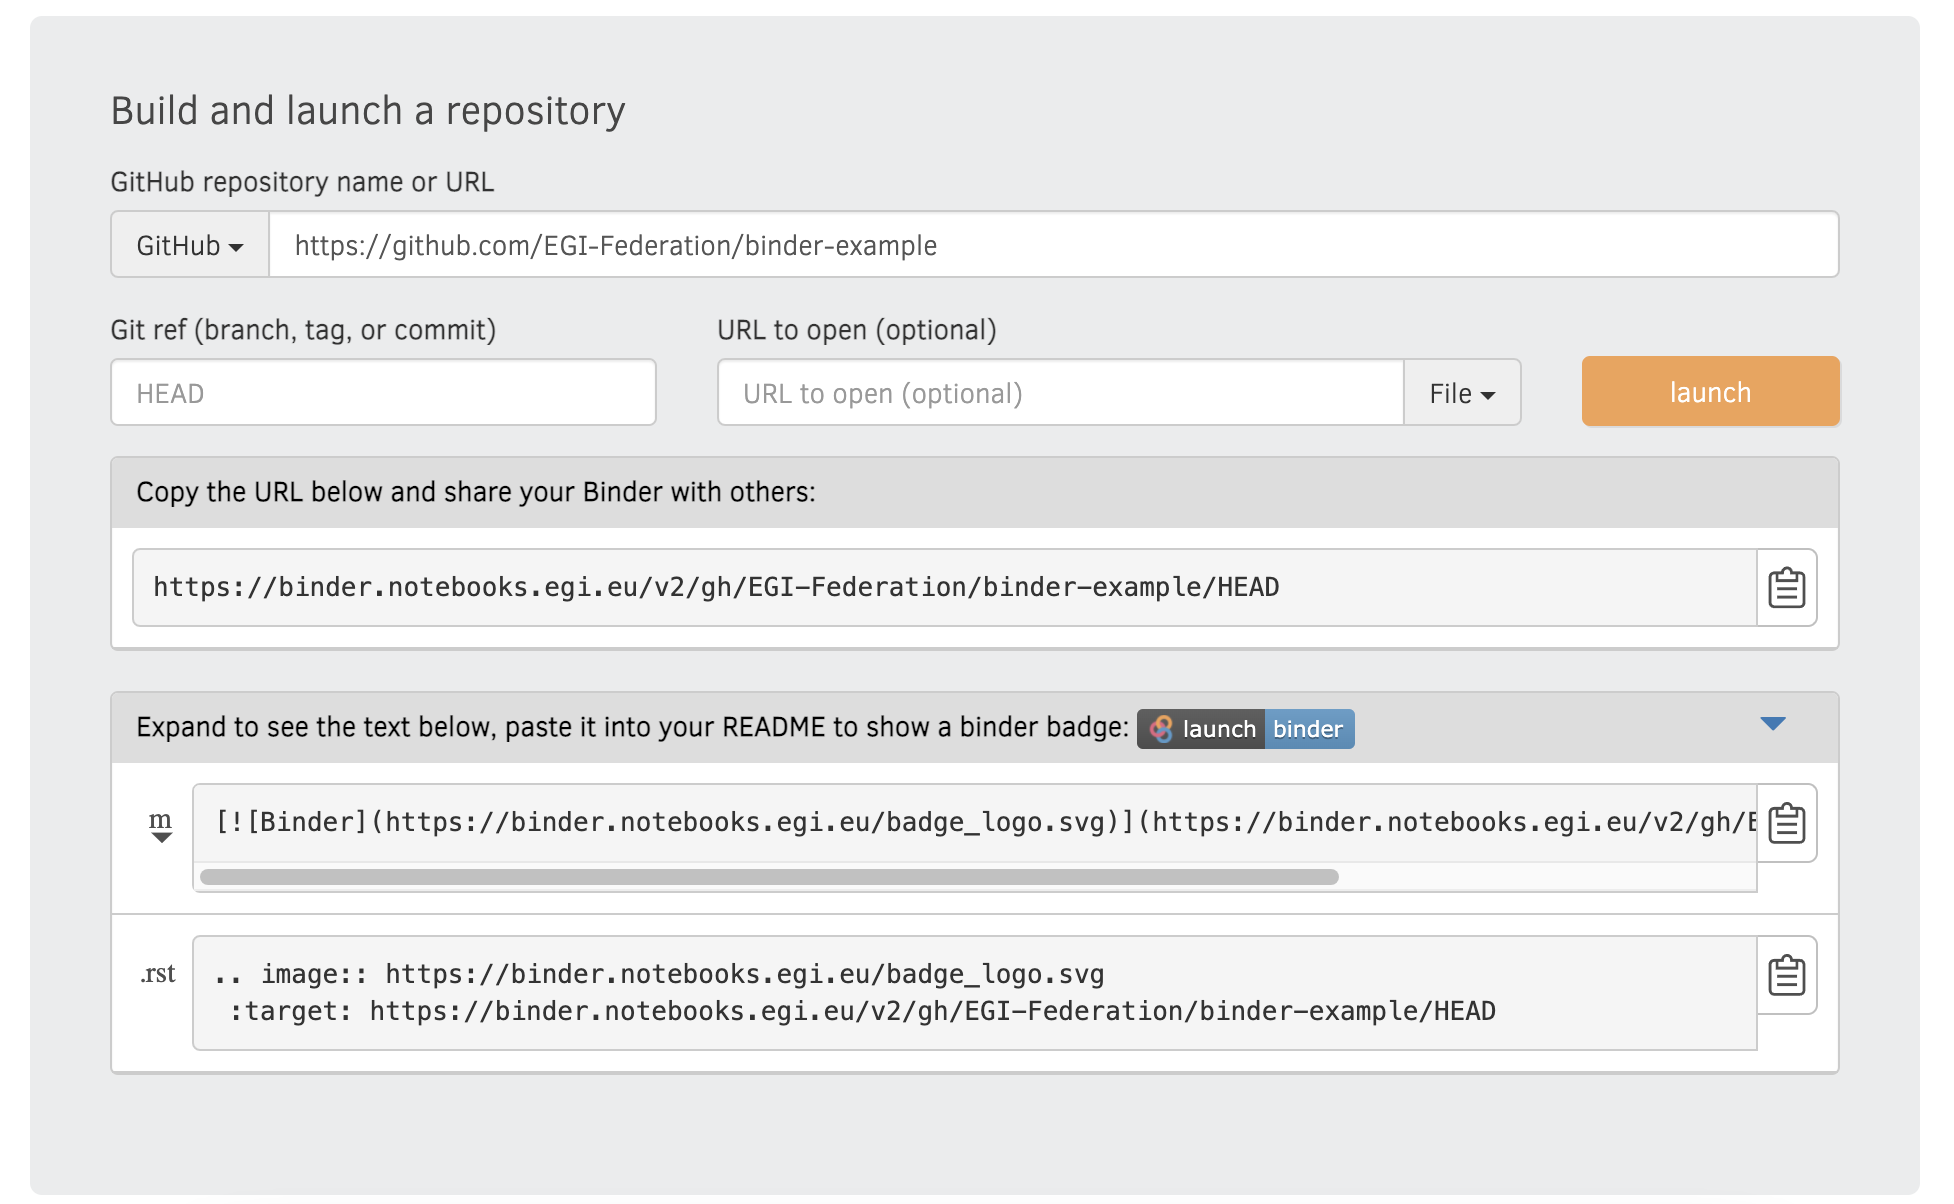 Build and launch a repository
GitHub repository name or URL
GitHub https://github.com/EGI-Federation/binder-example
Git ref (branch, tag, or commit) URL to open (optional)
HEAD URL to open (optional) File launch
Copy the URL below and share your Binder with others:
https://binder.notebooks.egi.eu/v2/gh/EGI-Federation/binder-example/HEAD
Expand to see the text below, paste it into your README to show a binder badge: launch binder
m [![Binder](https://binder.notebooks.egi.eu/badge_logo.svg)](https://binder.notebooks.egi.eu/v2/gh/E
.rst .. image:: https://binder.notebooks.egi.eu/badge_logo.svg
:target: https://binder.notebooks.egi.eu/v2/gh/EGI-Federation/binder-example/HEAD